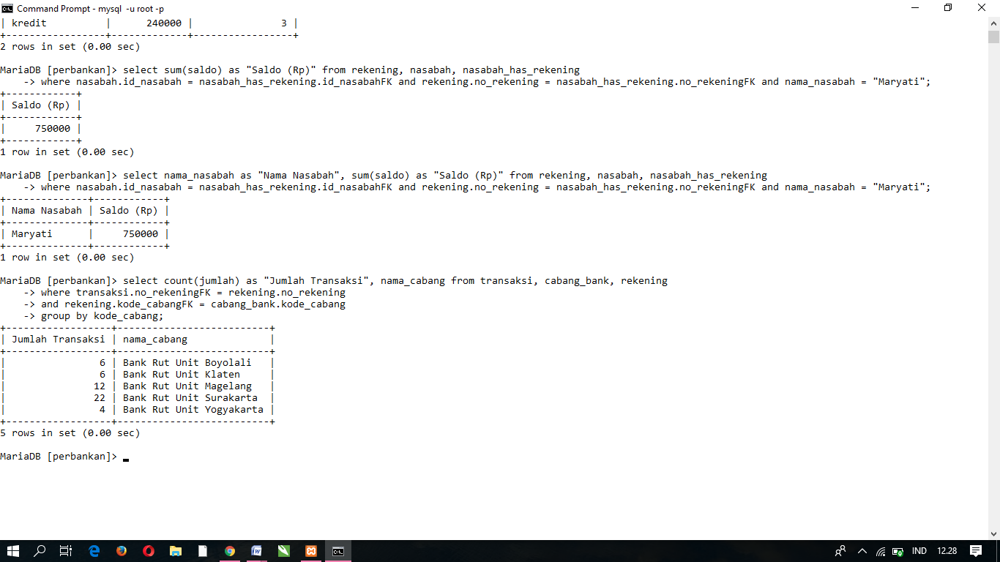 Command Prompt - mysql -u root -p
| kredit           |      240000 |               3 |
+-----------------+-------------+-----------------+
2 rows in set (0.00 sec)
MariaDB [perbankan]> select sum(saldo) as "Saldo (Rp)" from rekening, nasabah, nasabah_has_rekening
    -> where nasabah.id_nasabah = nasabah_has_rekening.id_nasabahFK and rekening.no_rekening = nasabah_has_rekening.no_rekeningFK and nama_nasabah = "Maryati";
+------------+
| Saldo (Rp) |
+------------+
|     750000 |
+------------+
1 row in set (0.00 sec)
MariaDB [perbankan]> select nama_nasabah as "Nama Nasabah", sum(saldo) as "Saldo (Rp)" from rekening, nasabah, nasabah_has_rekening
    -> where nasabah.id_nasabah = nasabah_has_rekening.id_nasabahFK and rekening.no_rekening = nasabah_has_rekening.no_rekeningFK and nama_nasabah = "Maryati";
+--------------+------------+
| Nama Nasabah | Saldo (Rp) |
+--------------+------------+
| Maryati      |     750000 |
+--------------+------------+
1 row in set (0.00 sec)
MariaDB [perbankan]> select count(jumlah) as "Jumlah Transaksi", nama_cabang from transaksi, cabang_bank, rekening
    -> where transaksi.no_rekeningFK = rekening.no_rekening
    -> and rekening.kode_cabangFK = cabang_bank.kode_cabang
    -> group by kode_cabang;
+------------------+--------------------------+
| Jumlah Transaksi | nama_cabang              |
+------------------+--------------------------+
|                6 | Bank Rut Unit Boyolali   |
|                6 | Bank Rut Unit Klaten     |
|               12 | Bank Rut Unit Magelang   |
|               22 | Bank Rut Unit Surakarta  |
|                4 | Bank Rut Unit Yogyakarta |
+------------------+--------------------------+
5 rows in set (0.00 sec)
MariaDB [perbankan]> _
IND 12.28